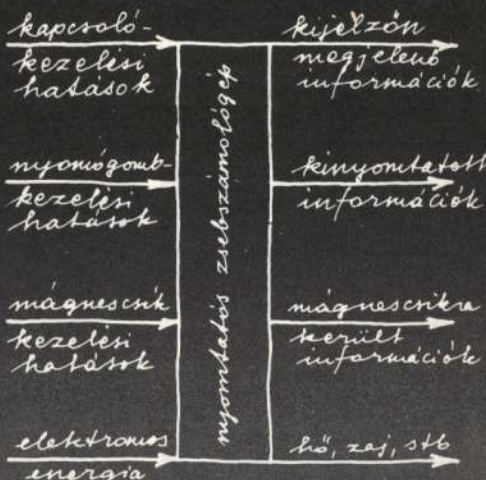 kapcsoló-
kezelési
hatások
nyomógomb-
kezelési
hatások
mágnescsík
kezelési
hatások
elektromos
energia
nyomtatós zsebszámológép
kijelzőn
megjelenő
információk
kinyomtatott
információk
mágnescsíkra
került
információk
hő, zaj, stb